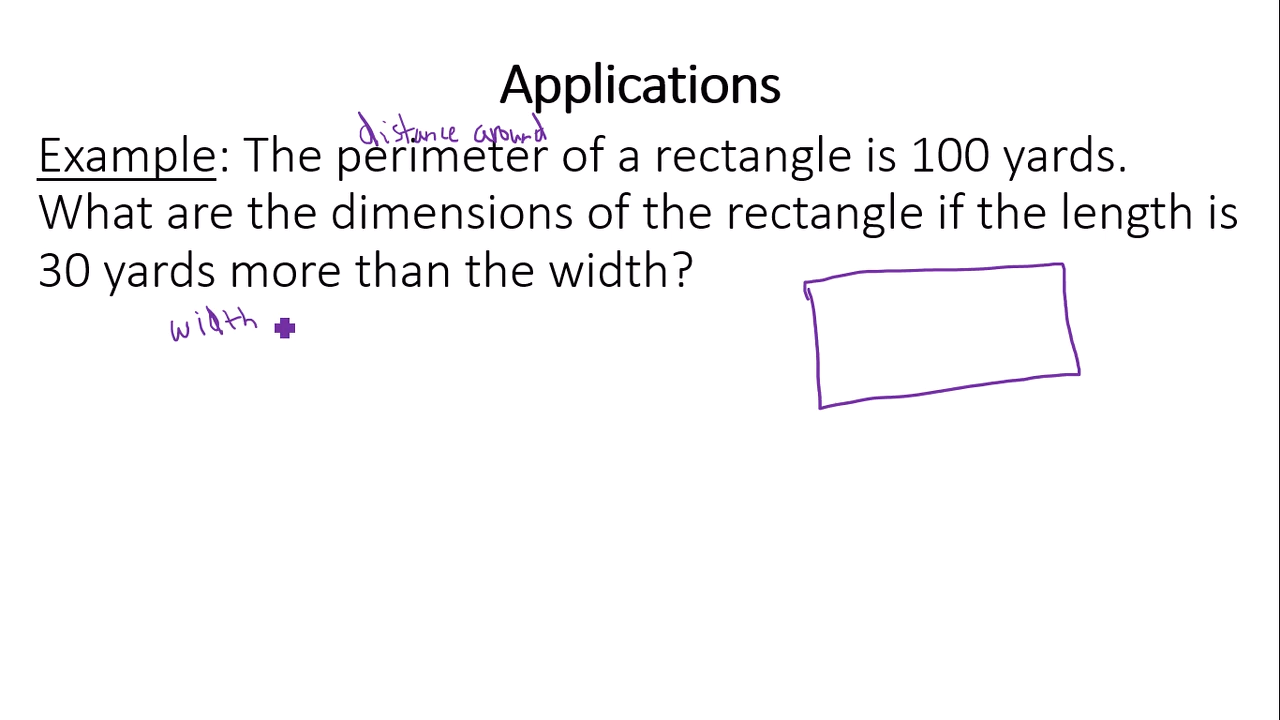 Applications
distance around
Example: The perimeter of a rectangle is 100 yards.
What are the dimensions of the rectangle if the length is
30 yards more than the width?
width